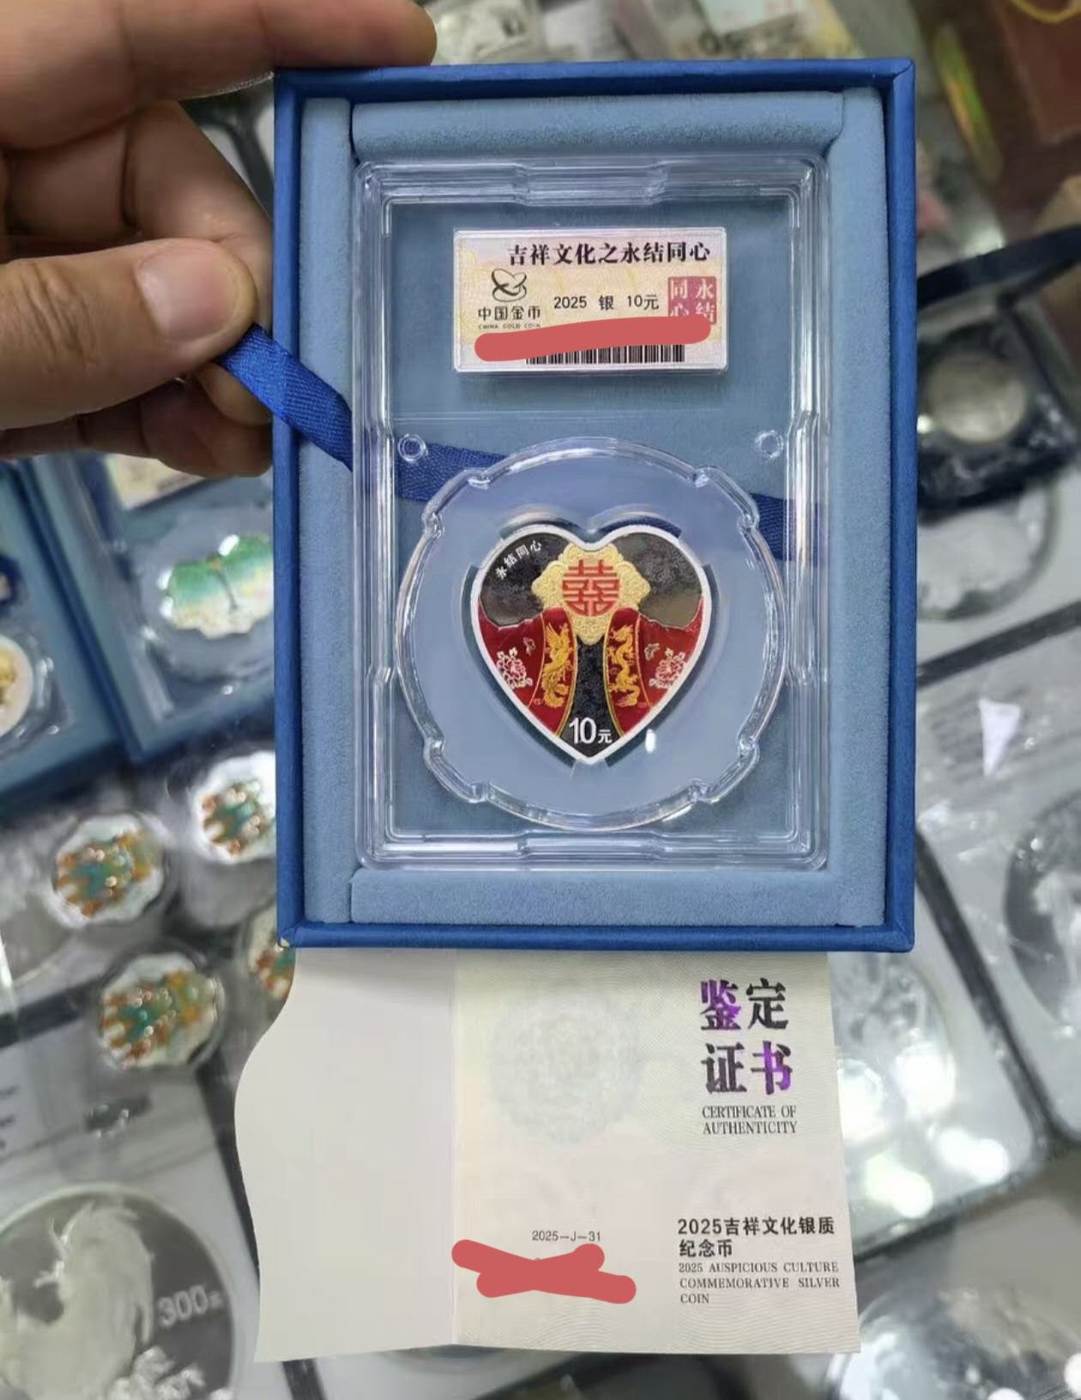 吉祥文化之永结同心
中国金币
CHINA GOLD COIN
2025 银 10元
永结
同心
永结同心
囍
10元
鉴定
证书
CERTIFICATE OF
AUTHENTICITY
2025-J-31
2025吉祥文化银质
纪念币
2025 AUSPICIOUS CULTURE
COMMEMORATIVE SILVER
COIN
300元